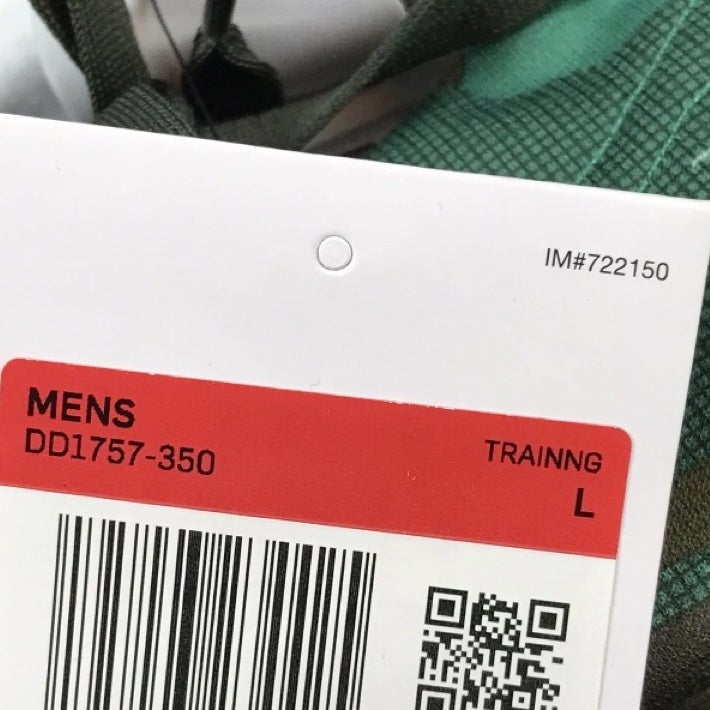 IM#722150
MENS
DD1757-350
TRAINNG
L